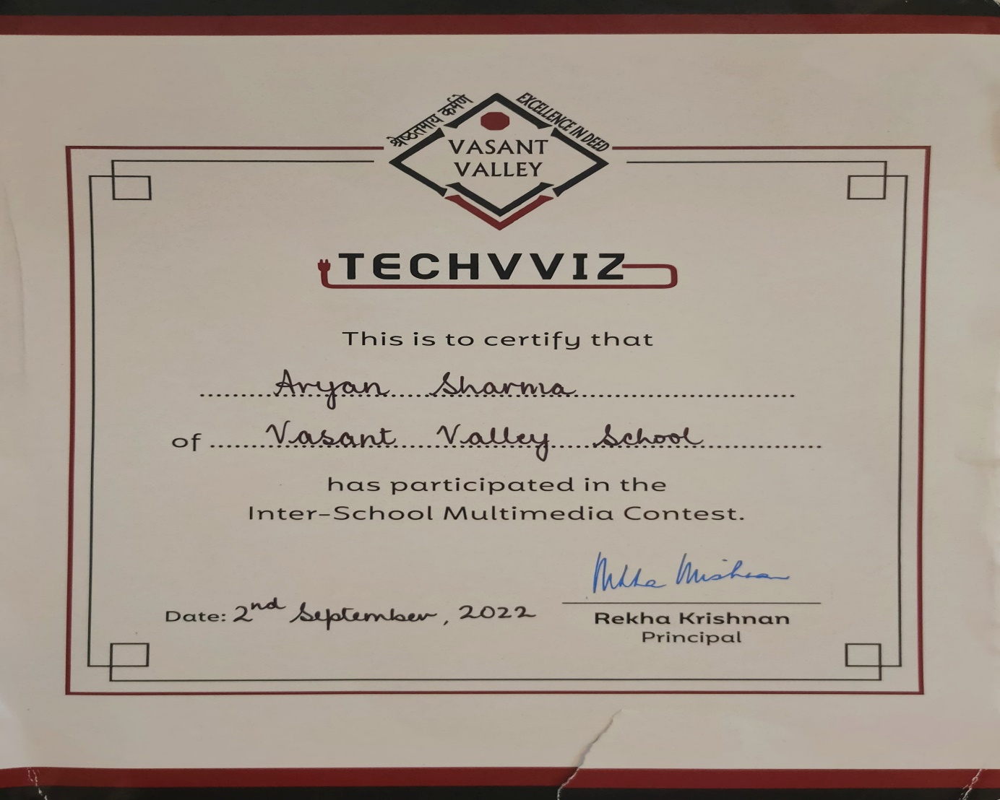 श्रेष्ठतमाय कर्मणे
EXCELLENCE IN DEED
VASANT
VALLEY
TECHVVIZ
This is to certify that
Aryan Sharma
of Vasant Valley School
has participated in the
Inter-School Multimedia Contest.
Rekha Krishnan
Date: 2nd September, 2022
Rekha Krishnan
Principal